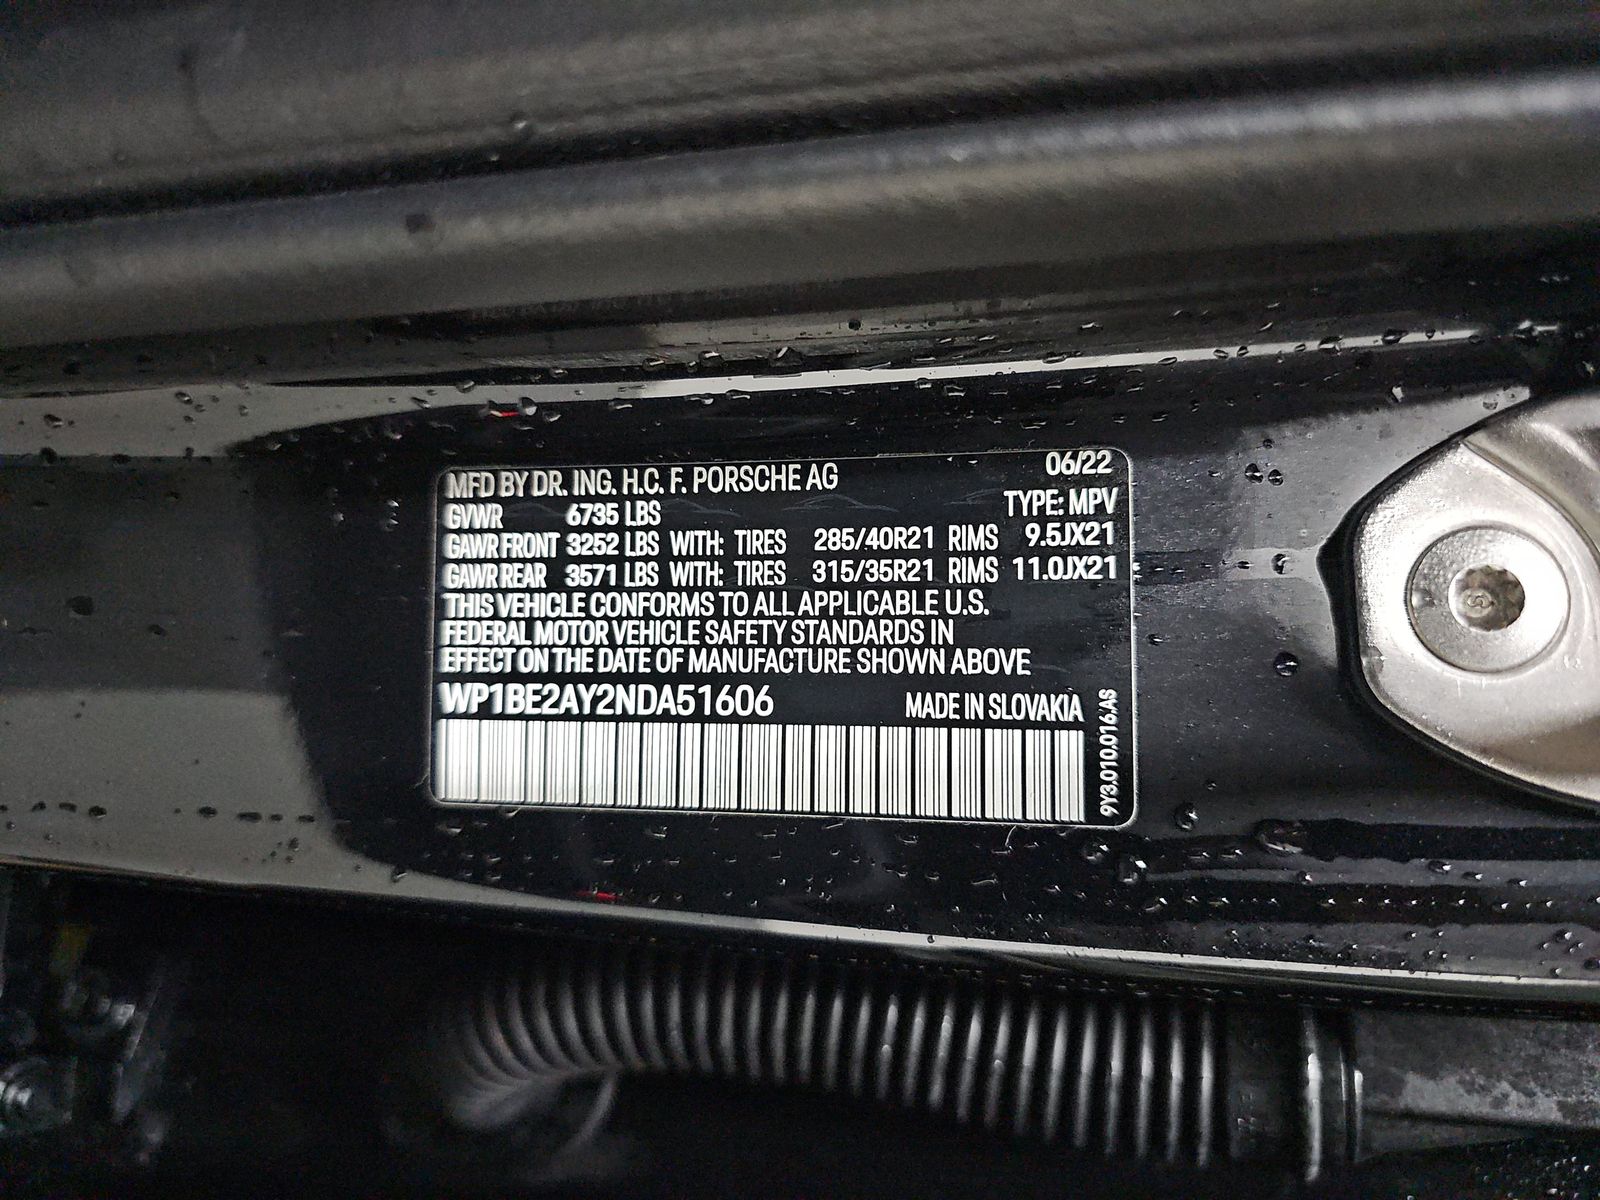 MFD BY DR. ING. H.C. F. PORSCHE AG 06/22
GVWR 6735 LBS TYPE: MPV
GAWR FRONT 3252 LBS WITH: TIRES 285/40R21 RIMS 9.5JX21
GAWR REAR 3571 LBS WITH: TIRES 315/35R21 RIMS 11.0JX21
THIS VEHICLE CONFORMS TO ALL APPLICABLE U.S.
FEDERAL MOTOR VEHICLE SAFETY STANDARDS IN
EFFECT ON THE DATE OF MANUFACTURE SHOWN ABOVE
WP1BE2AY2NDA51606 MADE IN SLOVAKIA
9Y3.010.016.AS